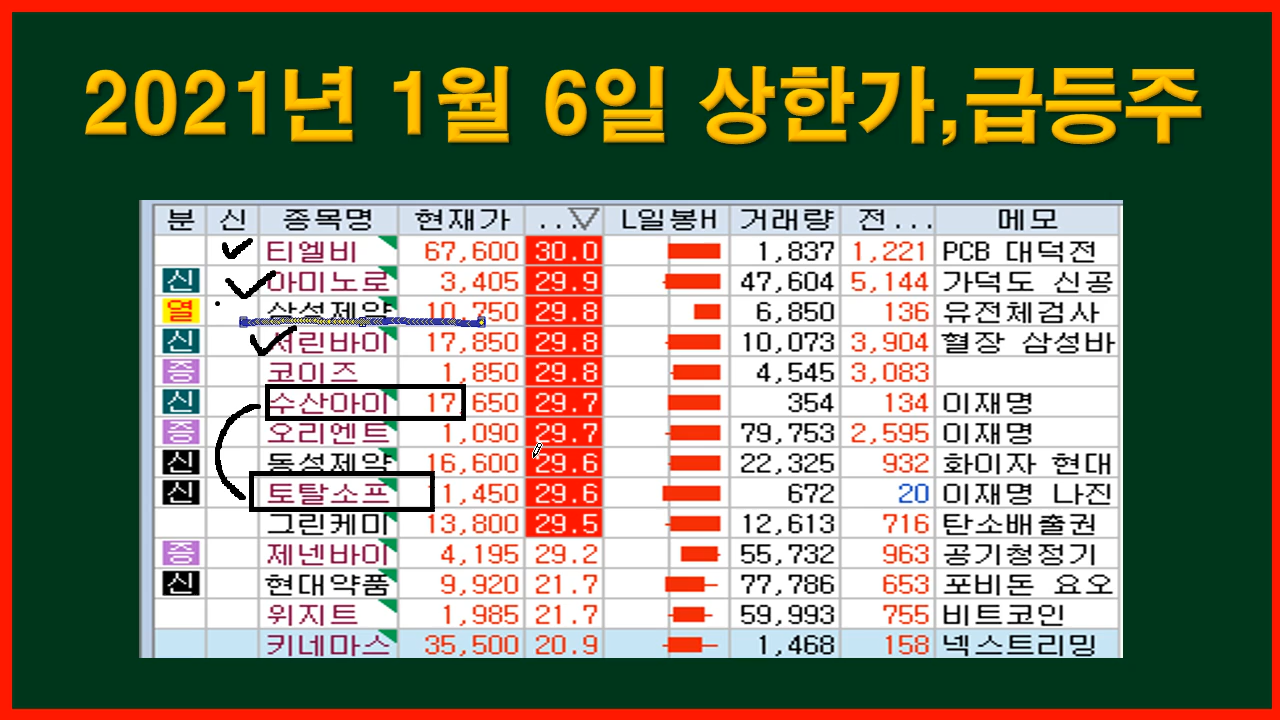 2021년 1월 6일 상한가,급등주
분 신 종목명 현재가 ...▽ L일봉H 거래량 전... 메모
티엘비 67,600 30.0 1,837 1,221 PCB 대덕전
신 아미노로 3,405 29.9 47,604 5,144 가덕도 신공
열 삼성제약 10,750 29.8 6,850 136 유전체검사
신 서린바이 17,850 29.8 10,073 3,904 혈장 삼성바
증 코이즈 1,850 29.8 4,545 3,083
신 수산아이 17,650 29.7 354 134 이재명
증 오리엔트 1,090 29.7 79,753 2,595 이재명
신 동성제약 16,600 29.6 22,325 932 화이자 현대
신 토탈소프 11,450 29.6 672 20 이재명 나진
그린케미 13,800 29.5 12,613 716 탄소배출권
증 제넨바이 4,195 29.2 55,732 963 공기청정기
신 현대약품 9,920 21.7 77,786 653 포비돈 요오
위지트 1,985 21.7 59,993 755 비트코인
키네마스 35,500 20.9 1,468 158 넥스트리밍